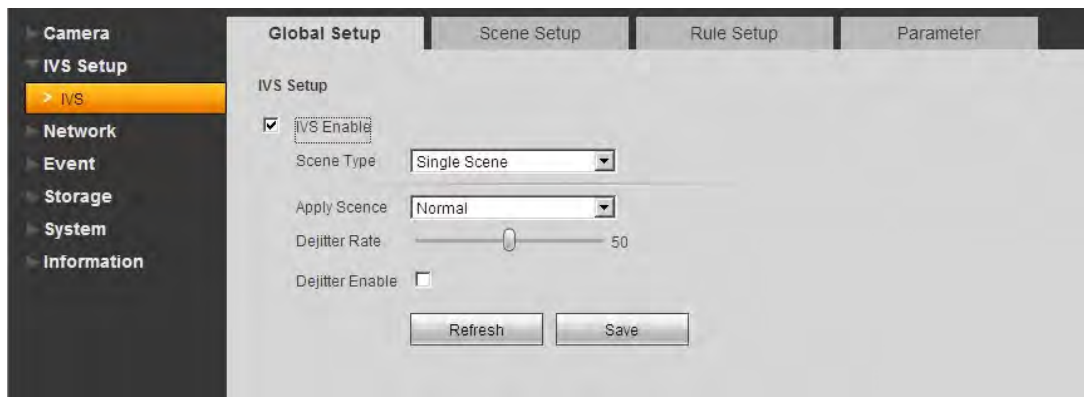 Camera
IVS Setup
> IVS
Network
Event
Storage
System
Information
Global Setup
Scene Setup
Rule Setup
Parameter
IVS Setup
IVS Enable
Scene Type Single Scene
Apply Scence Normal
Dejitter Rate 50
Dejitter Enable
Refresh Save